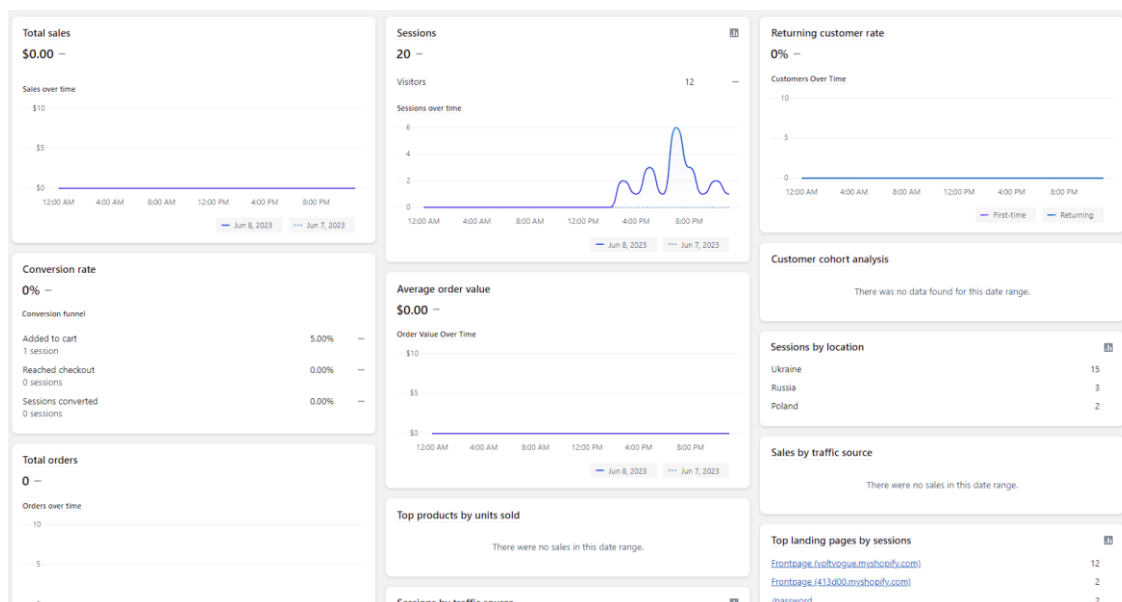 Total sales
$0.00 –
Sales over time
$10
$5
$0
12:00 AM 4:00 AM 8:00 AM 12:00 PM 4:00 PM 8:00 PM
Jun 8, 2023 Jun 7, 2023
Conversion rate
0% –
Conversion funnel
Added to cart 5.00% –
1 session
Reached checkout 0.00% –
0 sessions
Sessions converted 0.00% –
0 sessions
Total orders
0 –
Orders over time
10
5
Sessions
20 –
Visitors 12 –
Sessions over time
6
4
2
0
12:00 AM 4:00 AM 8:00 AM 12:00 PM 4:00 PM 8:00 PM
Jun 8, 2023 Jun 7, 2023
Average order value
$0.00 –
Order Value Over Time
$10
$5
$0
12:00 AM 4:00 AM 8:00 AM 12:00 PM 4:00 PM 8:00 PM
Jun 8, 2023 Jun 7, 2023
Top products by units sold
There were no sales in this date range.
Sessions by traffic source
Returning customer rate
0% –
Customers Over Time
10
5
0
12:00 AM 4:00 AM 8:00 AM 12:00 PM 4:00 PM 8:00 PM
First-time Returning
Customer cohort analysis
There was no data found for this date range.
Sessions by location
Ukraine 15
Russia 3
Poland 2
Sales by traffic source
There were no sales in this date range.
Top landing pages by sessions
Frontpage (voltvogue.myshopify.com) 12
Frontpage (413d00.myshopify.com) 2
/password 2